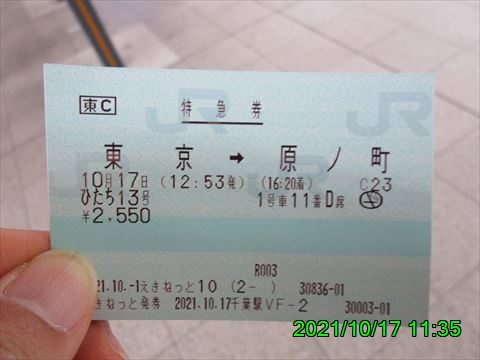 東C
特急券
東京 → 原ノ町
10月17日 (12:53発) (16:20着) C23
ひたち13号 1号車11番D席
¥2,550
R003
21.10.-1えきねっと10 (2- ) 30836-01
きねっと発券 2021.10.17千葉駅VF-2 30003-01
2021/10/17 11:35